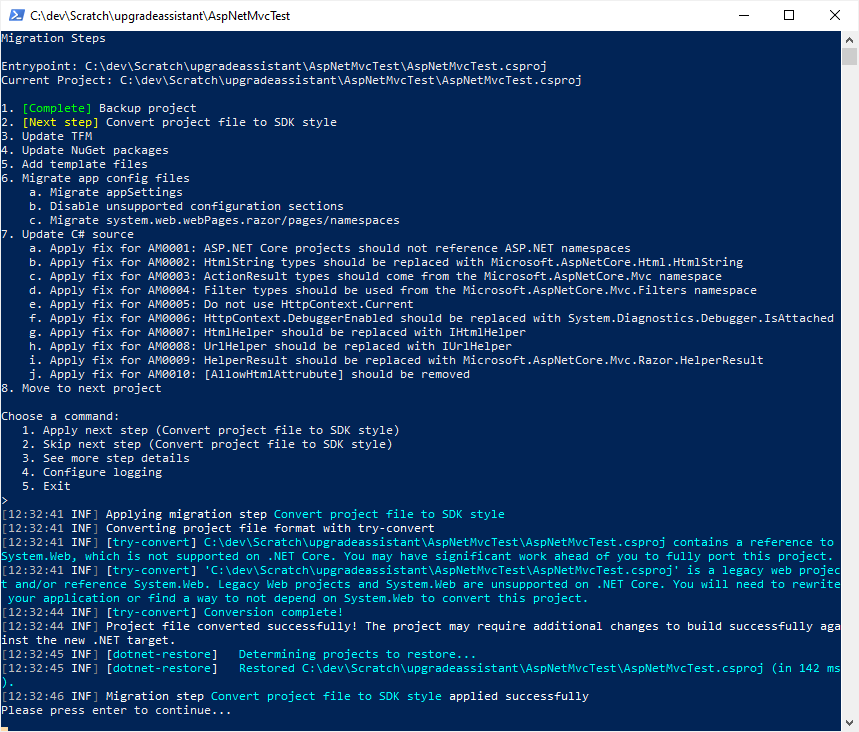 C:\dev\Scratch\upgradeassistant\AspNetMvcTest
Migration Steps
Entrypoint: C:\dev\Scratch\upgradeassistant\AspNetMvcTest\AspNetMvcTest.csproj
Current Project: C:\dev\Scratch\upgradeassistant\AspNetMvcTest\AspNetMvcTest.csproj
1. [Complete] Backup project
2. [Next step] Convert project file to SDK style
3. Update TFM
4. Update NuGet packages
5. Add template files
6. Migrate app config files
a. Migrate appSettings
b. Disable unsupported configuration sections
c. Migrate system.web.webPages.razor/pages/namespaces
7. Update C# source
a. Apply fix for AM0001: ASP.NET Core projects should not reference ASP.NET namespaces
b. Apply fix for AM0002: HtmlString types should be replaced with Microsoft.AspNetCore.Html.HtmlString
c. Apply fix for AM0003: ActionResult types should come from the Microsoft.AspNetCore.Mvc namespace
d. Apply fix for AM0004: Filter types should be used from the Microsoft.AspNetCore.Mvc.Filters namespace
e. Apply fix for AM0005: Do not use HttpContext.Current
f. Apply fix for AM0006: HttpContext.DebuggerEnabled should be replaced with System.Diagnostics.Debugger.IsAttached
g. Apply fix for AM0007: HtmlHelper should be replaced with IHtmlHelper
h. Apply fix for AM0008: UrlHelper should be replaced with IUrlHelper
i. Apply fix for AM0009: HelperResult should be replaced with Microsoft.AspNetCore.Mvc.Razor.HelperResult
j. Apply fix for AM0010: [AllowHtmlAttrubute] should be removed
8. Move to next project
Choose a command:
1. Apply next step (Convert project file to SDK style)
2. Skip next step (Convert project file to SDK style)
3. See more step details
4. Configure logging
5. Exit
>
[12:32:41 INF] Applying migration step Convert project file to SDK style
[12:32:41 INF] Converting project file format with try-convert
[12:32:41 INF] [try-convert] C:\dev\Scratch\upgradeassistant\AspNetMvcTest\AspNetMvcTest.csproj contains a reference to
System.Web, which is not supported on .NET Core. You may have significant work ahead of you to fully port this project.
[12:32:41 INF] [try-convert] 'C:\dev\Scratch\upgradeassistant\AspNetMvcTest\AspNetMvcTest.csproj' is a legacy web projec
t and/or reference System.Web. Legacy Web projects and System.Web are unsupported on .NET Core. You will need to rewrite
your application or find a way to not depend on System.Web to convert this project.
[12:32:44 INF] [try-convert] Conversion complete!
[12:32:44 INF] Project file converted successfully! The project may require additional changes to build successfully aga
inst the new .NET target.
[12:32:45 INF] [dotnet-restore]   Determining projects to restore...
[12:32:45 INF] [dotnet-restore]   Restored C:\dev\Scratch\upgradeassistant\AspNetMvcTest\AspNetMvcTest.csproj (in 142 ms
).
[12:32:46 INF] Migration step Convert project file to SDK style applied successfully
Please press enter to continue...